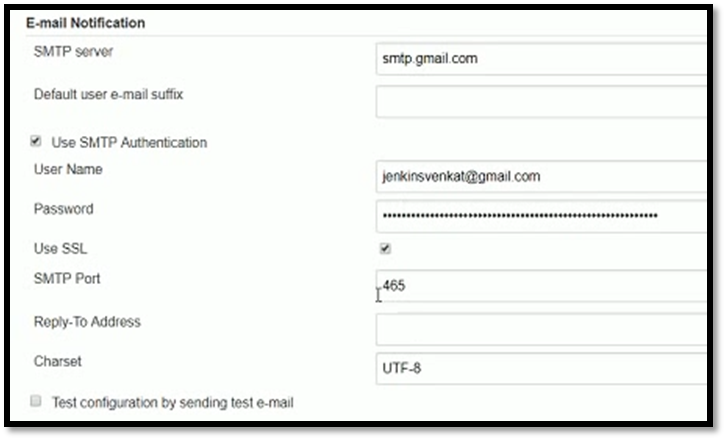 E-mail Notification
SMTP server
smtp.gmail.com
Default user e-mail suffix
Use SMTP Authentication
User Name
jenkinsvenkat@gmail.com
Password
••••••••••••••••••••••••••••••••••••••••••••••••••••••••••••
Use SSL
SMTP Port
465
Reply-To Address
Charset
UTF-8
Test configuration by sending test e-mail